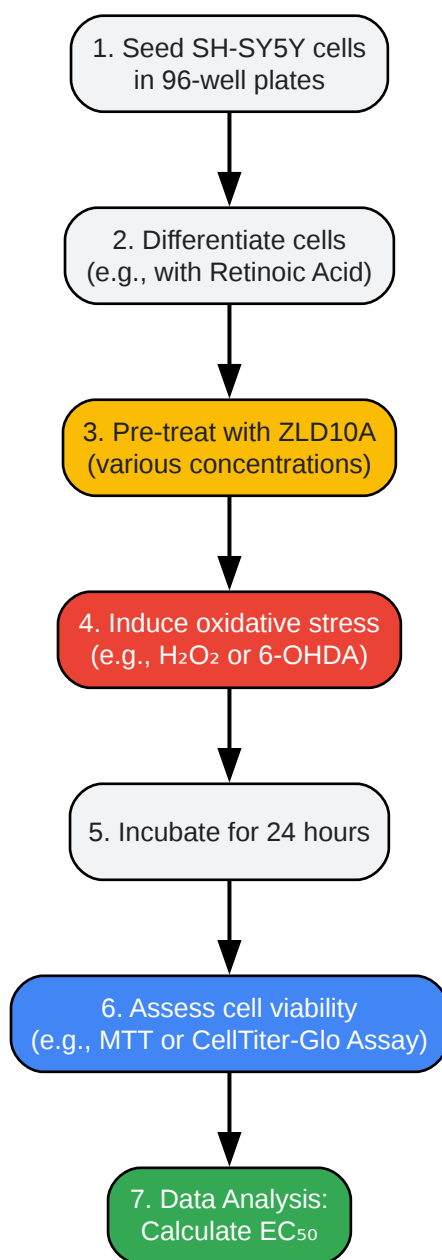 1. Seed SH-SY5Y cells
in 96-well plates
2. Differentiate cells
(e.g., with Retinoic Acid)
3. Pre-treat with ZLD10A
(various concentrations)
4. Induce oxidative stress
(e.g., H₂O₂ or 6-OHDA)
5. Incubate for 24 hours
6. Assess cell viability
(e.g., MTT or CellTiter-Glo Assay)
7. Data Analysis:
Calculate EC₅₀